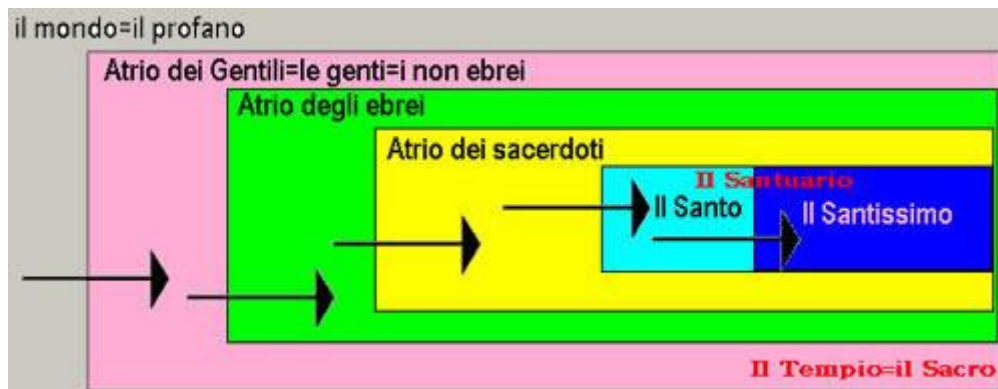 il mondo=il profano
Atrio dei Gentili=le genti=i non ebrei
Atrio degli ebrei
Atrio dei sacerdoti
Il Santuario
Il Santo
Il Santissimo
Il Tempio=il Sacro